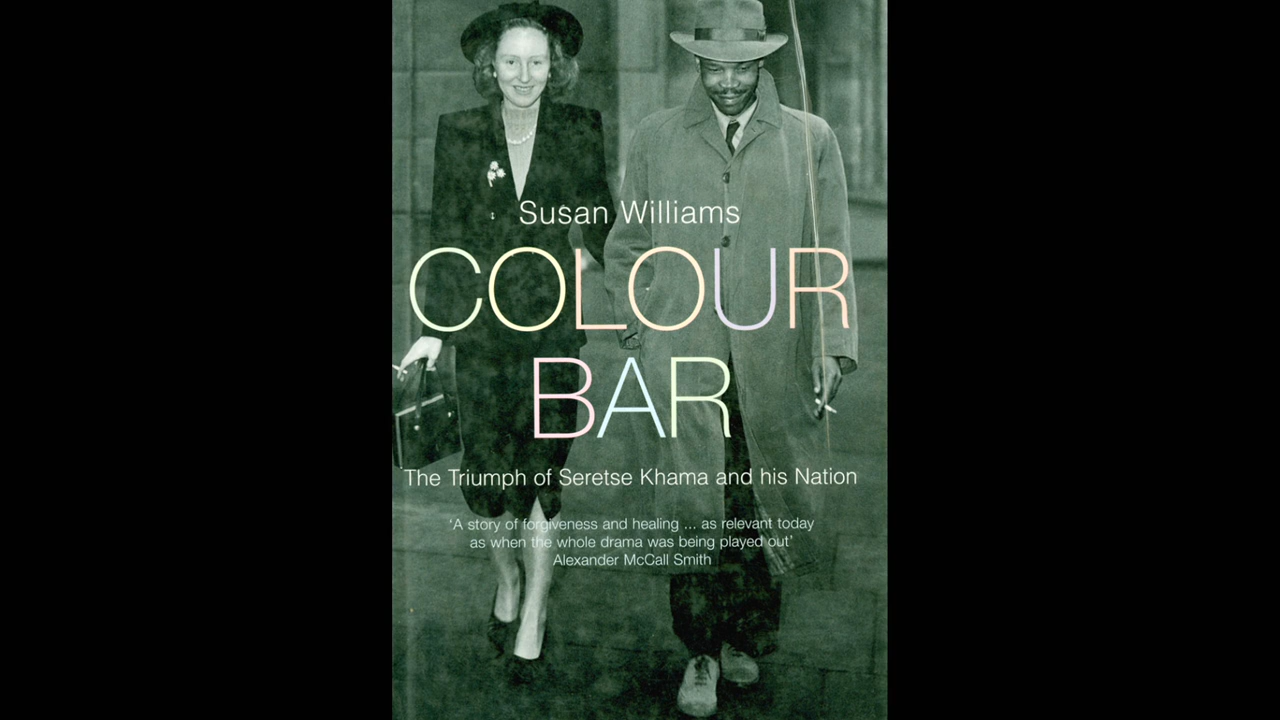 Susan Williams
COLOUR
BAR
The Triumph of Seretse Khama and his Nation
‘A story of forgiveness and healing ... as relevant today
as when the whole drama was being played out’
Alexander McCall Smith